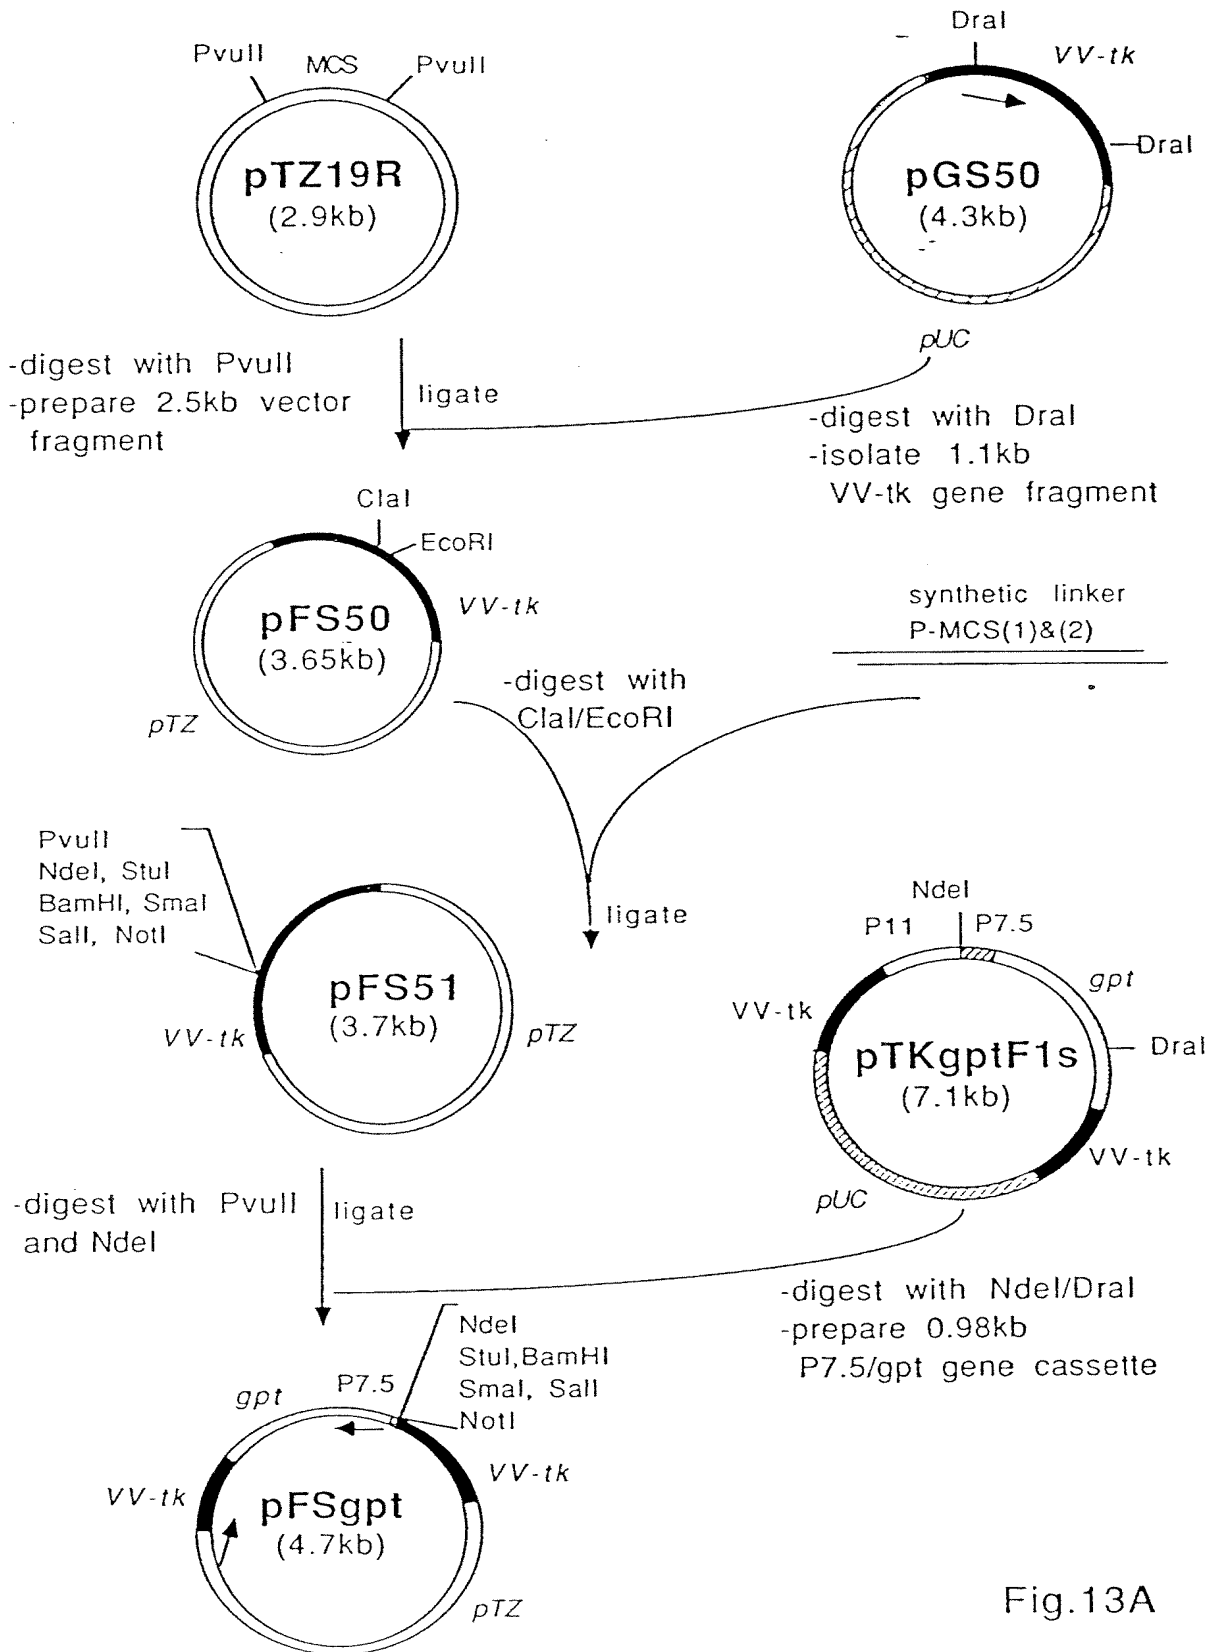 PvuII
MCS
PvuII
pTZ19R
(2.9kb)
DraI
VV-tk
DraI
pGS50
(4.3kb)
pUC
-digest with PvuII
-prepare 2.5kb vector
fragment
ligate
-digest with DraI
-isolate 1.1kb
VV-tk gene fragment
ClaI
EcoRI
VV-tk
pFS50
(3.65kb)
pTZ
synthetic linker
P-MCS(1)&(2)
-digest with
ClaI/EcoRI
PvuII
NdeI, StuI
BamHI, SmaI
SalI, NotI
ligate
pFS51
(3.7kb)
VV-tk
pTZ
NdeI
P11
P7.5
gpt
VV-tk
DraI
pTKgptF1s
(7.1kb)
VV-tk
pUC
-digest with PvuII
and NdeI
ligate
-digest with NdeI/DraI
-prepare 0.98kb
P7.5/gpt gene cassette
NdeI
StuI,BamHI
SmaI, SalI
NotI
gpt
P7.5
VV-tk
VV-tk
pFSgpt
(4.7kb)
pTZ
Fig.13A